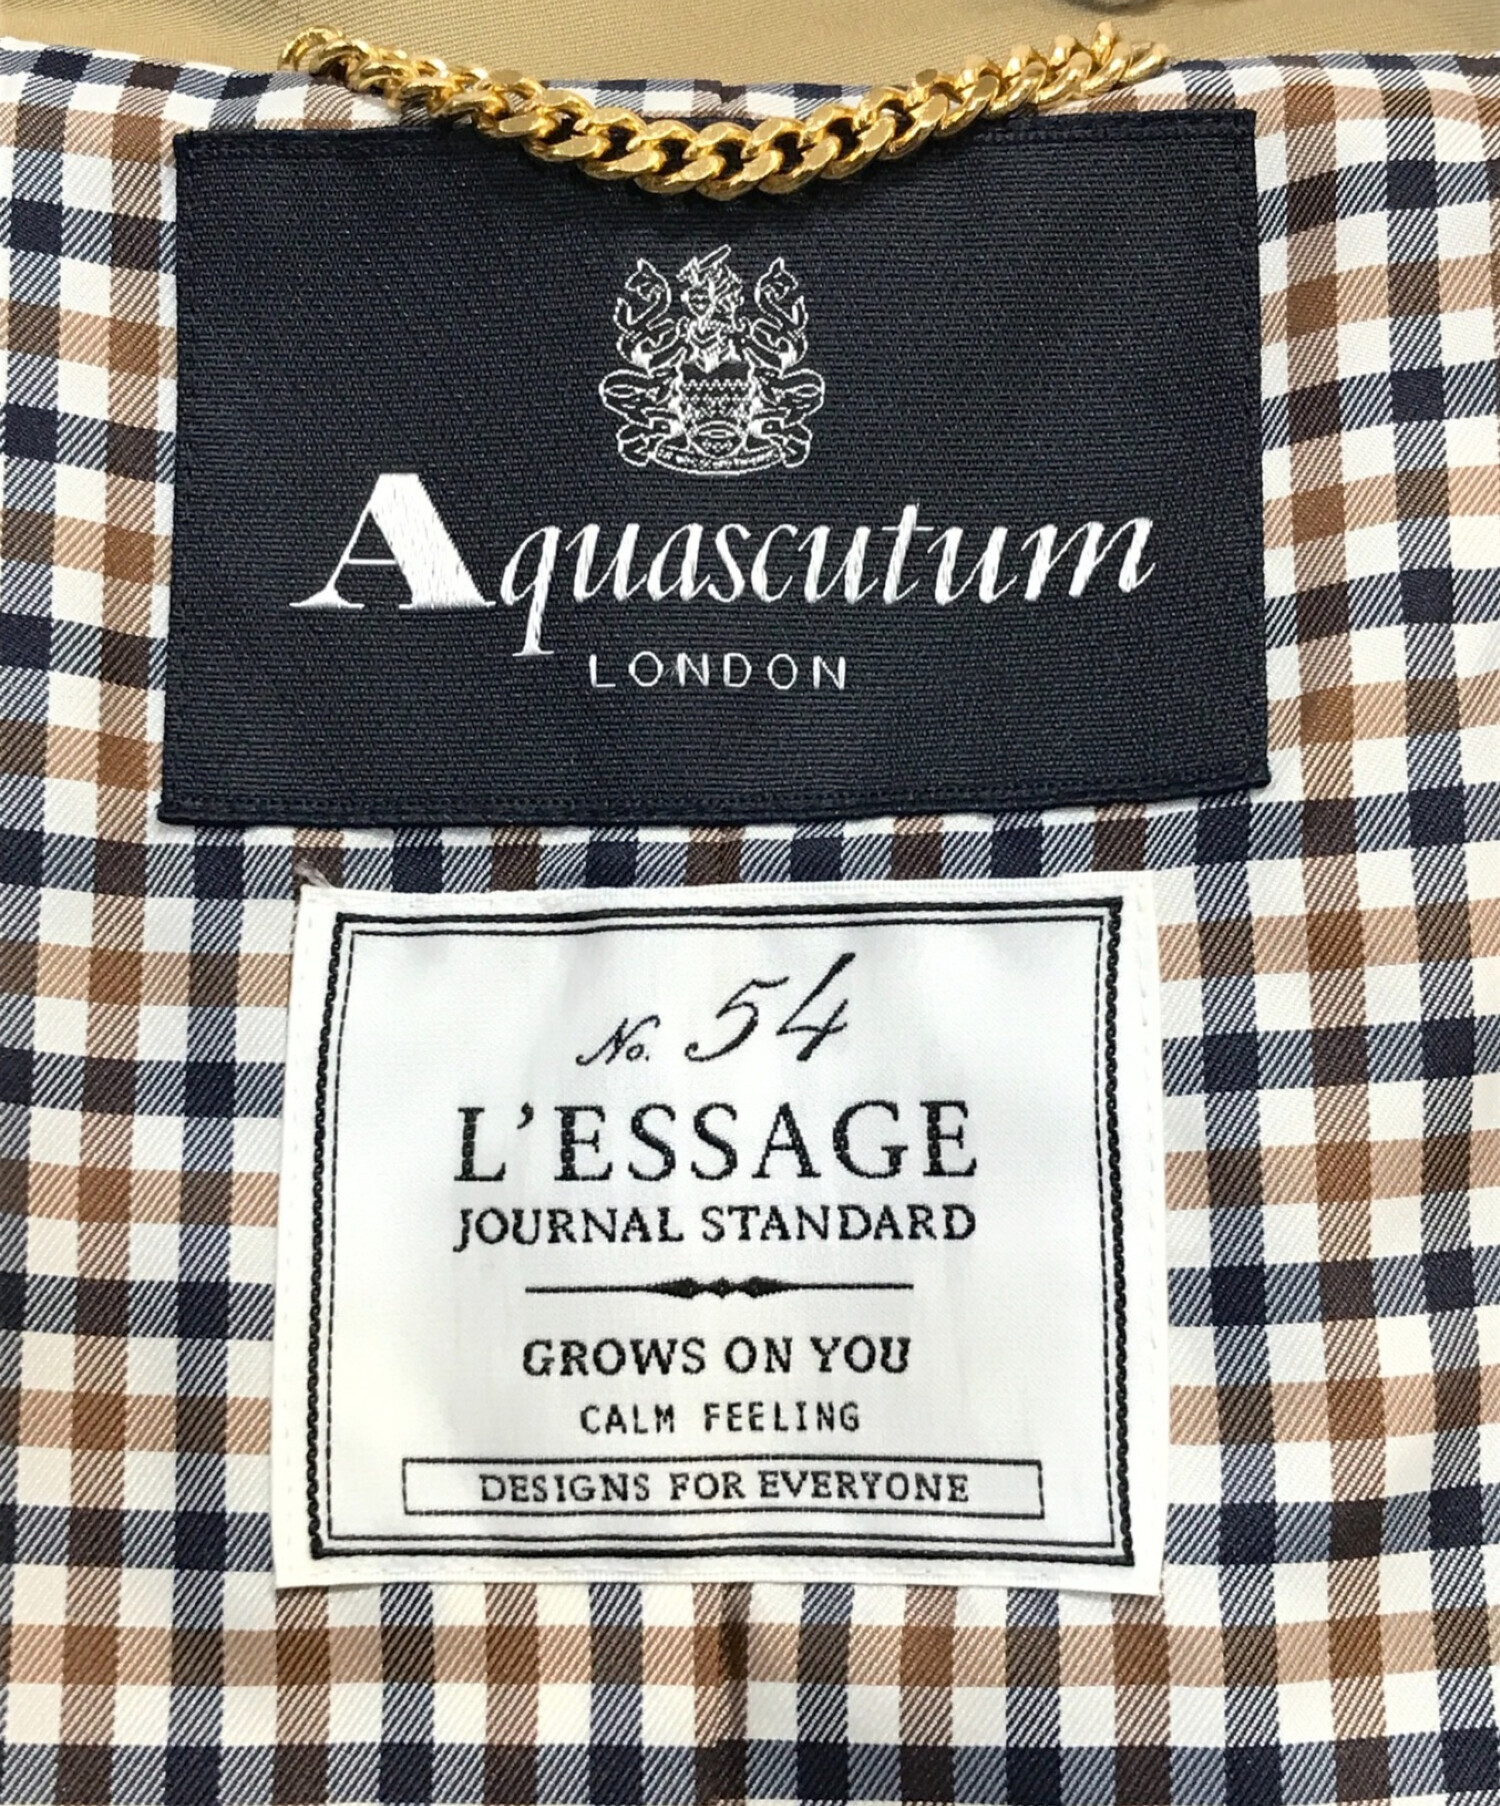 Aquascutum
LONDON
No. 54
L'ESSAGE
JOURNAL STANDARD
GROWS ON YOU
CALM FEELING
DESIGNS FOR EVERYONE